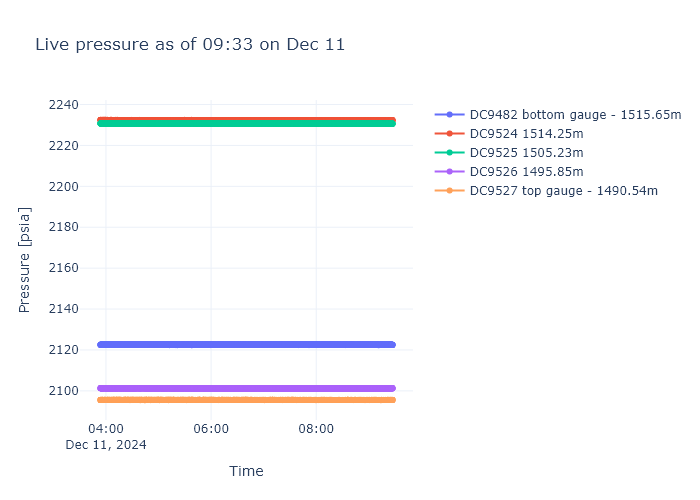 Live pressure as of 09:33 on Dec 11
2240
2220
2200
2180
2160
2140
2120
2100
Pressure [psia]
04:00
Dec 11, 2024
06:00
08:00
Time
DC9482 bottom gauge - 1515.65m
DC9524 1514.25m
DC9525 1505.23m
DC9526 1495.85m
DC9527 top gauge - 1490.54m